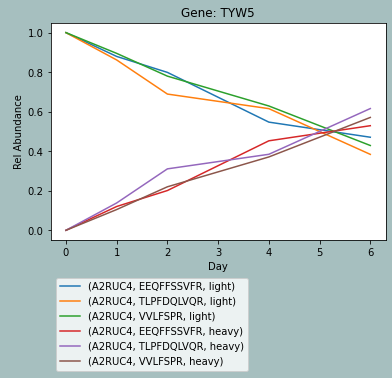 Gene: TYW5
1.0
0.8
0.6
0.4
0.2
0.0
Rel Abundance
0 1 2 3 4 5 6
Day
(A2RUC4, EEQFFSSVFR, light)
(A2RUC4, TLPFDQLVQR, light)
(A2RUC4, VVLFSPR, light)
(A2RUC4, EEQFFSSVFR, heavy)
(A2RUC4, TLPFDQLVQR, heavy)
(A2RUC4, VVLFSPR, heavy)